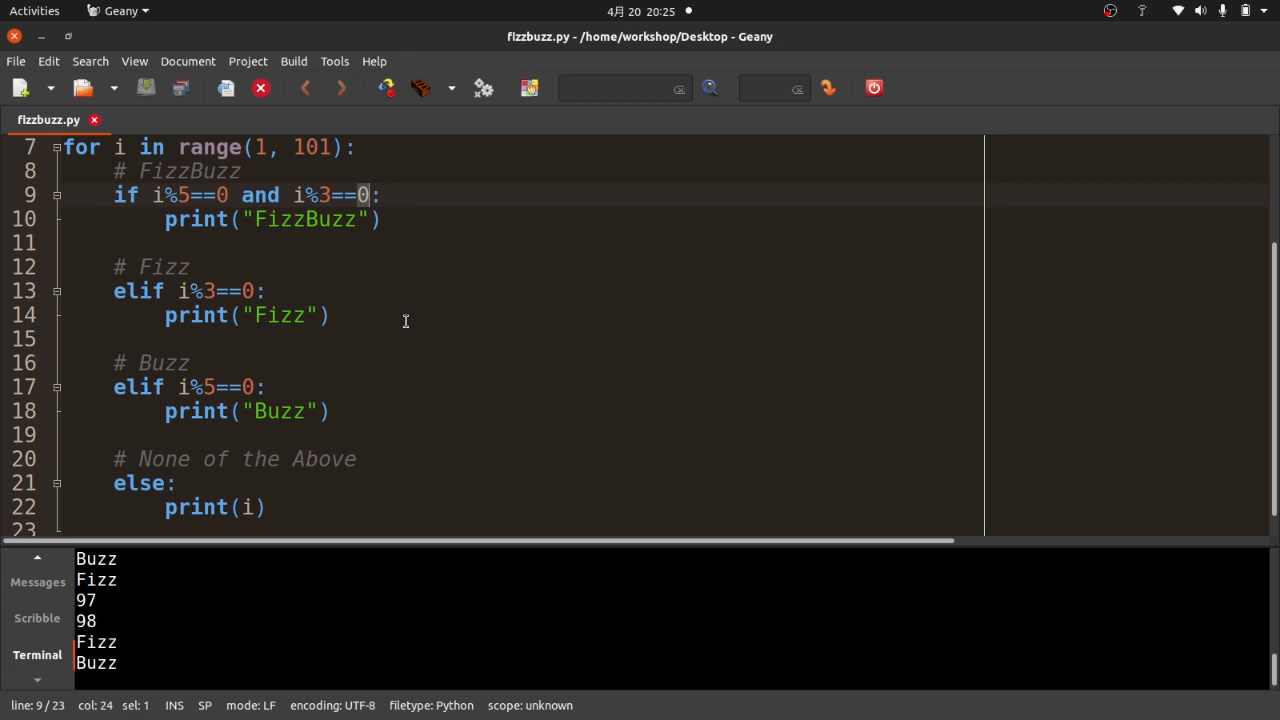 Activities Geany 4月 20 20:25
fizzbuzz.py - /home/workshop/Desktop - Geany
File Edit Search View Document Project Build Tools Help
fizzbuzz.py
7 for i in range(1, 101):
8     # FizzBuzz
9     if i%5==0 and i%3==0:
10         print("FizzBuzz")
11
12     # Fizz
13     elif i%3==0:
14         print("Fizz")
15
16     # Buzz
17     elif i%5==0:
18         print("Buzz")
19
20     # None of the Above
21     else:
22         print(i)
23
Messages
Scribble
Terminal
Buzz
Fizz
97
98
Fizz
Buzz
line: 9 / 23 col: 24 sel: 1 INS SP mode: LF encoding: UTF-8 filetype: Python scope: unknown